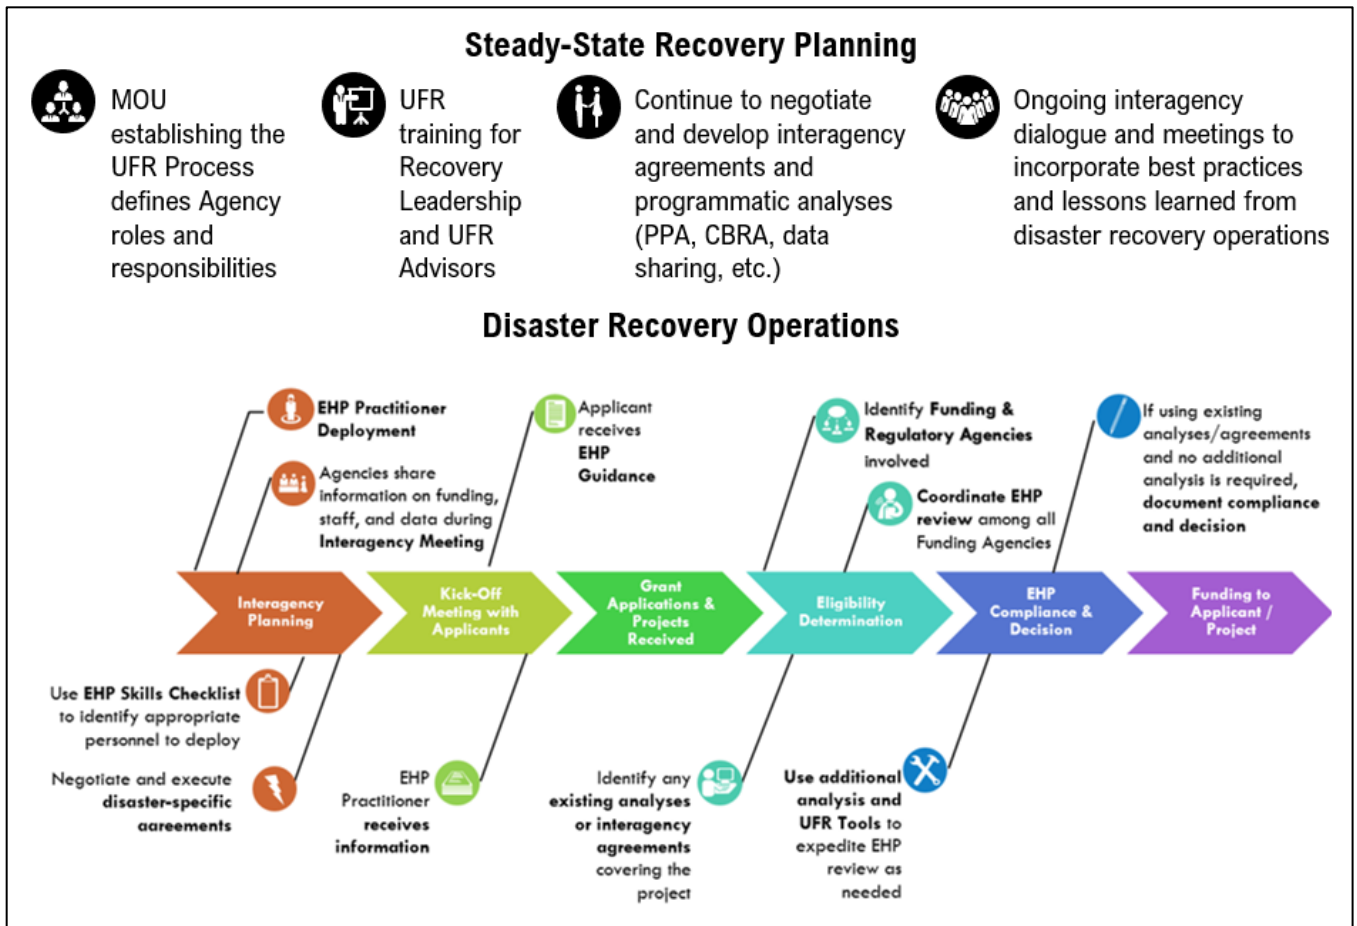 Steady-State Recovery Planning
MOU
establishing the
UFR Process
defines Agency
roles and
responsibilities
UFR
training for
Recovery
Leadership
and UFR
Advisors
Continue to negotiate
and develop interagency
agreements and
programmatic analyses
(PPA, CBRA, data
sharing, etc.)
Ongoing interagency
dialogue and meetings to
incorporate best practices
and lessons learned from
disaster recovery operations
Disaster Recovery Operations
EHP Practitioner
Deployment
Agencies share
information on funding,
staff, and data during
Interagency Meeting
Applicant
receives
EHP
Guidance
Identify Funding &
Regulatory Agencies
involved
Coordinate EHP
review among all
Funding Agencies
If using existing
analyses/agreements
and no additional
analysis is required,
document compliance
and decision
Interagency
Planning
Kick-Off
Meeting with
Applicants
Grant
Applications &
Projects
Received
Eligibility
Determination
EHP
Compliance &
Decision
Funding to
Applicant /
Project
Use EHP Skills Checklist
to identify appropriate
personnel to deploy
Negotiate and execute
disaster-specific
agreements
EHP
Practitioner
receives
information
Identify any
existing analyses
or interagency
agreements
covering the
project
Use additional
analysis and
UFR Tools to
expedite EHP
review as
needed